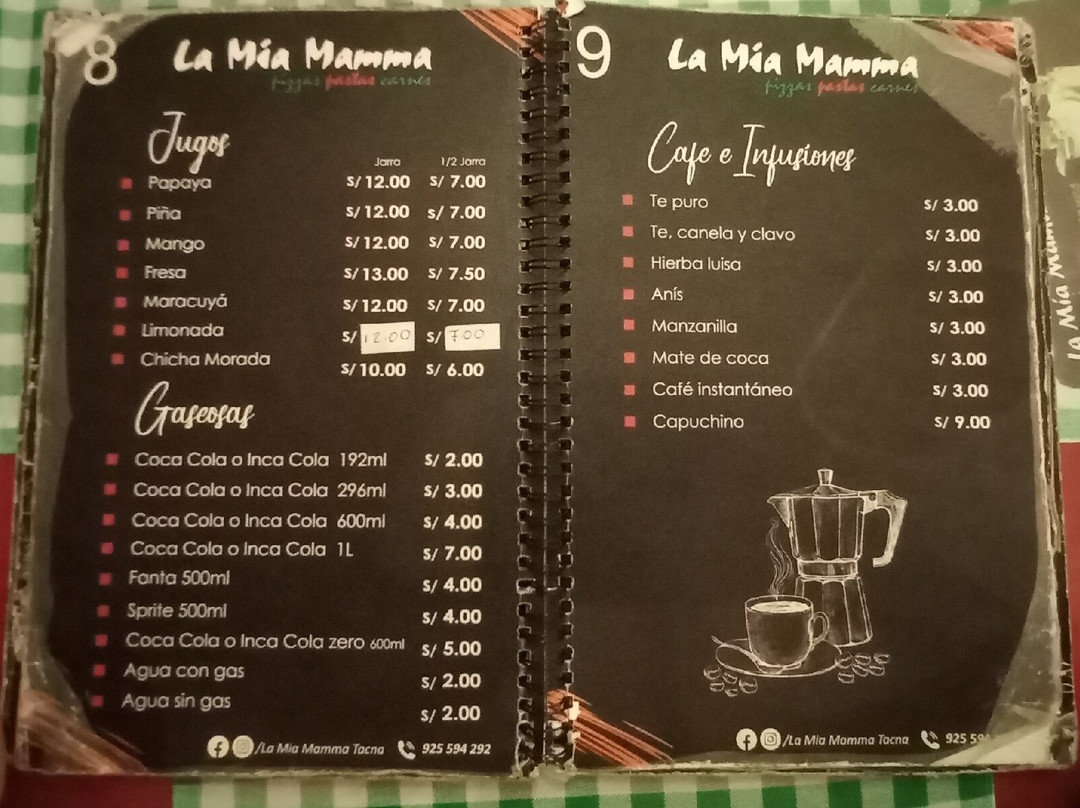 8
La Mia Mamma
pizzas pastas carnes
Jugos
Jarra 1/2 Jarra
Papaya S/ 12.00 S/ 7.00
Piña S/ 12.00 S/ 7.00
Mango S/ 12.00 S/ 7.00
Fresa S/ 13.00 S/ 7.50
Maracuyá S/ 12.00 S/ 7.00
Limonada S/ 12.00 S/ 7.00
Chicha Morada S/ 10.00 S/ 6.00
Gaseosas
Coca Cola o Inca Cola 192ml S/ 2.00
Coca Cola o Inca Cola 296ml S/ 3.00
Coca Cola o Inca Cola 600ml S/ 4.00
Coca Cola o Inca Cola 1L S/ 7.00
Fanta 500ml S/ 4.00
Sprite 500ml S/ 4.00
Coca Cola o Inca Cola zero 600ml S/ 5.00
Agua con gas S/ 2.00
Agua sin gas S/ 2.00
/La Mia Mamma Tacna 925 594 292
9
La Mia Mamma
pizzas pastas carnes
Cafe e Infusiones
Te puro S/ 3.00
Te, canela y clavo S/ 3.00
Hierba luisa S/ 3.00
Anís S/ 3.00
Manzanilla S/ 3.00
Mate de coca S/ 3.00
Café instantáneo S/ 3.00
Capuchino S/ 9.00
/La Mia Mamma Tacna 925 59
La Mia Mam